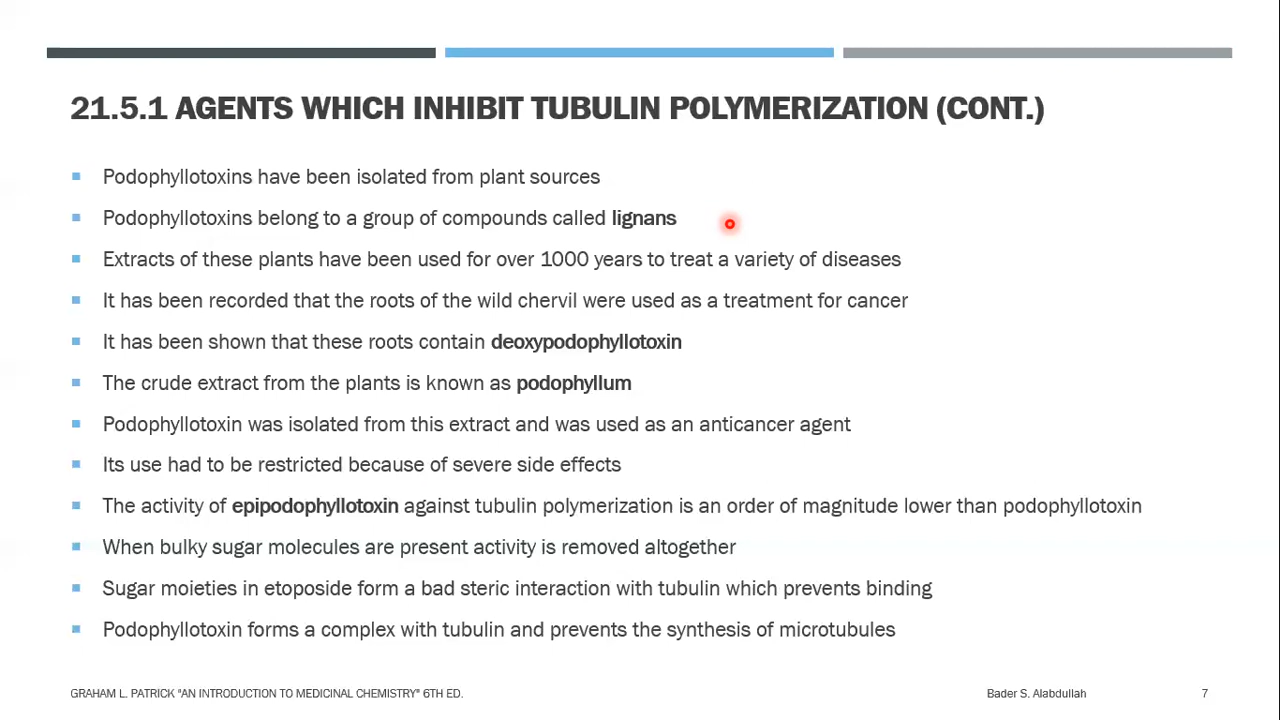 21.5.1 AGENTS WHICH INHIBIT TUBULIN POLYMERIZATION (CONT.)
Podophyllotoxins have been isolated from plant sources
Podophyllotoxins belong to a group of compounds called lignans
Extracts of these plants have been used for over 1000 years to treat a variety of diseases
It has been recorded that the roots of the wild chervil were used as a treatment for cancer
It has been shown that these roots contain deoxypodophyllotoxin
The crude extract from the plants is known as podophyllum
Podophyllotoxin was isolated from this extract and was used as an anticancer agent
Its use had to be restricted because of severe side effects
The activity of epipodophyllotoxin against tubulin polymerization is an order of magnitude lower than podophyllotoxin
When bulky sugar molecules are present activity is removed altogether
Sugar moieties in etoposide form a bad steric interaction with tubulin which prevents binding
Podophyllotoxin forms a complex with tubulin and prevents the synthesis of microtubules
GRAHAM L. PATRICK "AN INTRODUCTION TO MEDICINAL CHEMISTRY" 6TH ED.
Bader S. Alabdullah
7